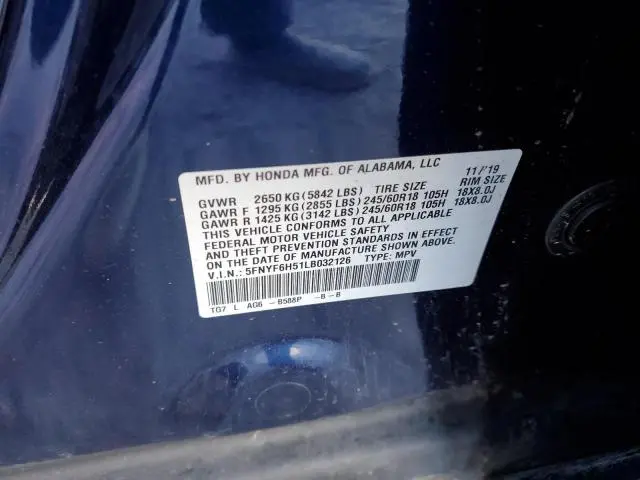 MFD. BY HONDA MFG. OF ALABAMA, LLC 11/'19
GVWR 2650 KG (5842 LBS) TIRE SIZE RIM SIZE
GAWR F 1295 KG (2855 LBS) 245/60R18 105H 18X8.0J
GAWR R 1425 KG (3142 LBS) 245/60R18 105H 18X8.0J
THIS VEHICLE CONFORMS TO ALL APPLICABLE
FEDERAL MOTOR VEHICLE SAFETY
AND THEFT PREVENTION STANDARDS IN EFFECT
ON THE DATE OF MANUFACTURE SHOWN ABOVE.
V.I.N.: 5FNYF6H51LB032126 TYPE: MPV
TG7 L AG6 -B588P -B-B